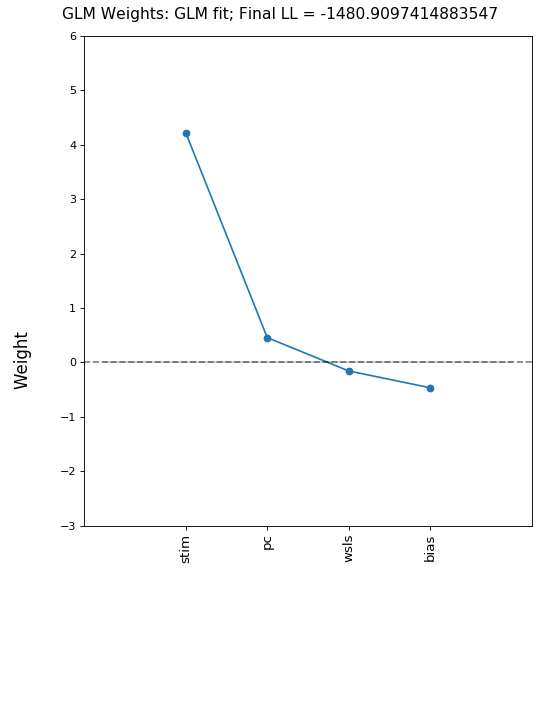 GLM Weights: GLM fit; Final LL = -1480.9097414883547
6
5
4
3
2
1
0
−1
−2
−3
Weight
stim
pc
wsls
bias